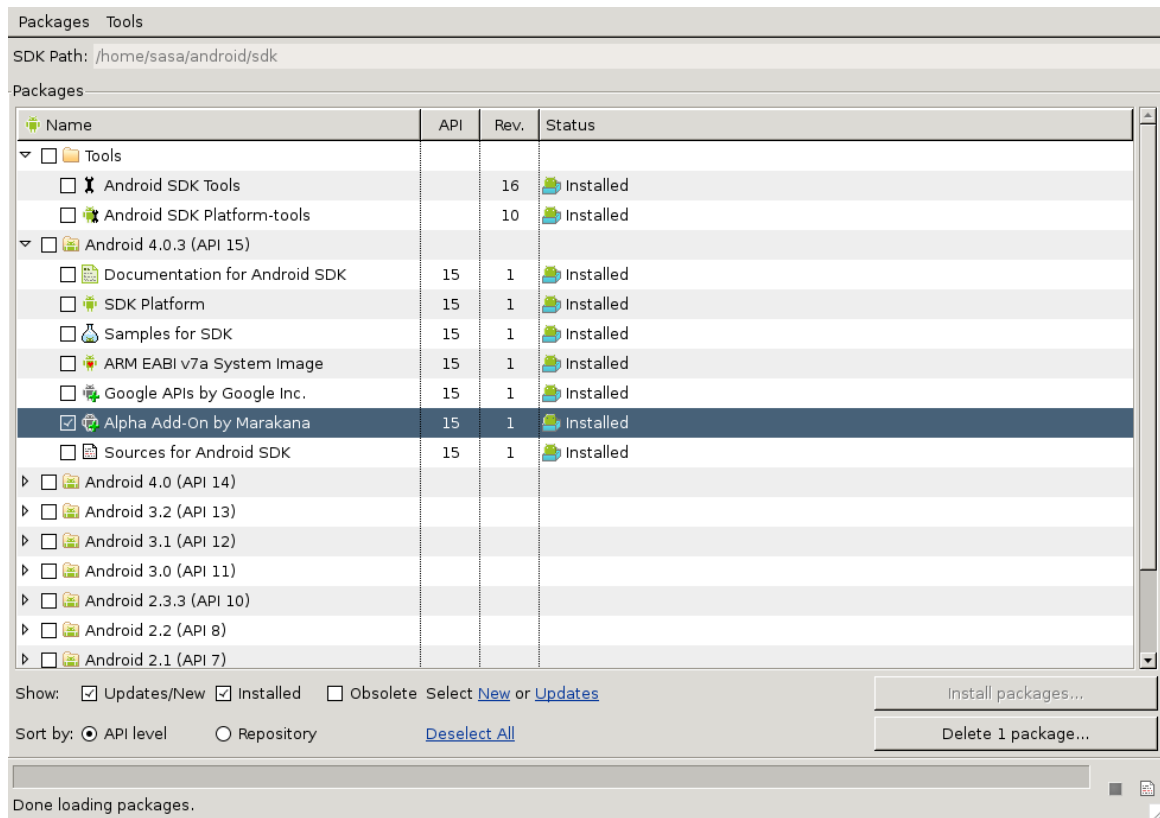 Packages Tools
SDK Path: /home/sasa/android/sdk
Packages
Name API Rev. Status
Tools
Android SDK Tools 16 Installed
Android SDK Platform-tools 10 Installed
Android 4.0.3 (API 15)
Documentation for Android SDK 15 1 Installed
SDK Platform 15 1 Installed
Samples for SDK 15 1 Installed
ARM EABI v7a System Image 15 1 Installed
Google APIs by Google Inc. 15 1 Installed
Alpha Add-On by Marakana 15 1 Installed
Sources for Android SDK 15 1 Installed
Android 4.0 (API 14)
Android 3.2 (API 13)
Android 3.1 (API 12)
Android 3.0 (API 11)
Android 2.3.3 (API 10)
Android 2.2 (API 8)
Android 2.1 (API 7)
Show: Updates/New Installed Obsolete Select New or Updates Install packages...
Sort by: API level Repository Deselect All Delete 1 package...
Done loading packages.